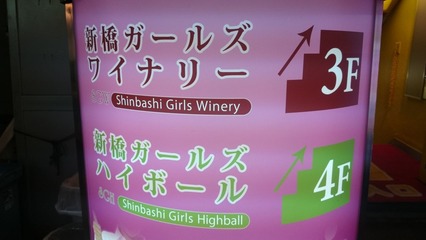 新橋ガールズ
ワイナリー
Shinbashi Girls Winery
3F
新橋ガールズ
ハイボール
Shinbashi Girls Highball
4F